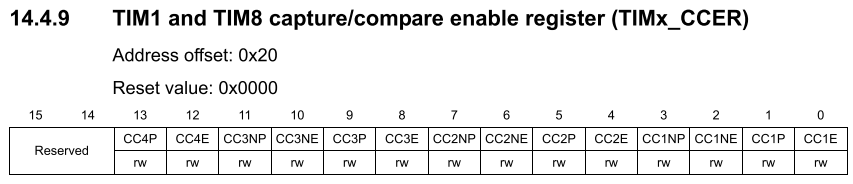 14.4.9 TIM1 and TIM8 capture/compare enable register (TIMx_CCER)
Address offset: 0x20
Reset value: 0x0000
15 14 13 12 11 10 9 8 7 6 5 4 3 2 1 0
Reserved CC4P CC4E CC3NP CC3NE CC3P CC3E CC2NP CC2NE CC2P CC2E CC1NP CC1NE CC1P CC1E
rw rw rw rw rw rw rw rw rw rw rw rw rw rw